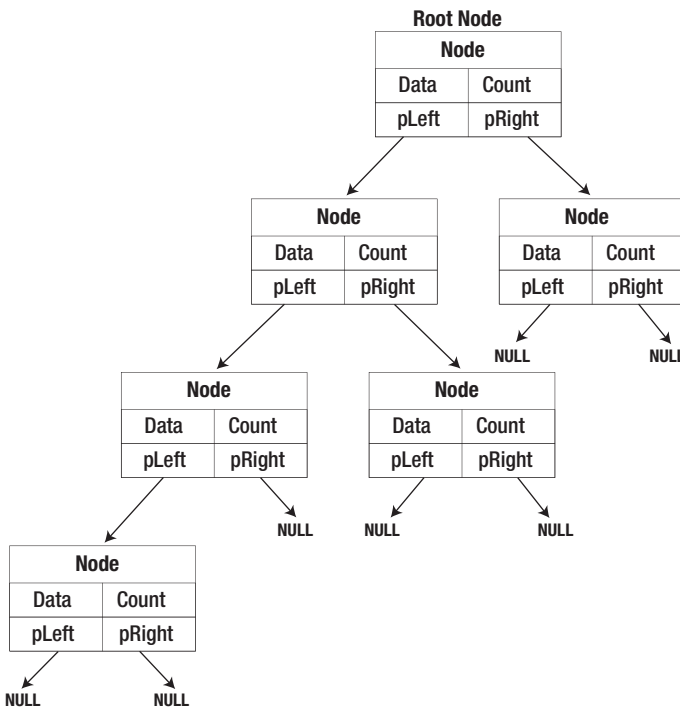 Root Node
Node
Data Count
pLeft pRight
Node Node
Data Count Data Count
pLeft pRight pLeft pRight
NULL NULL
Node Node
Data Count Data Count
pLeft pRight pLeft pRight
NULL NULL NULL
Node
Data Count
pLeft pRight
NULL NULL